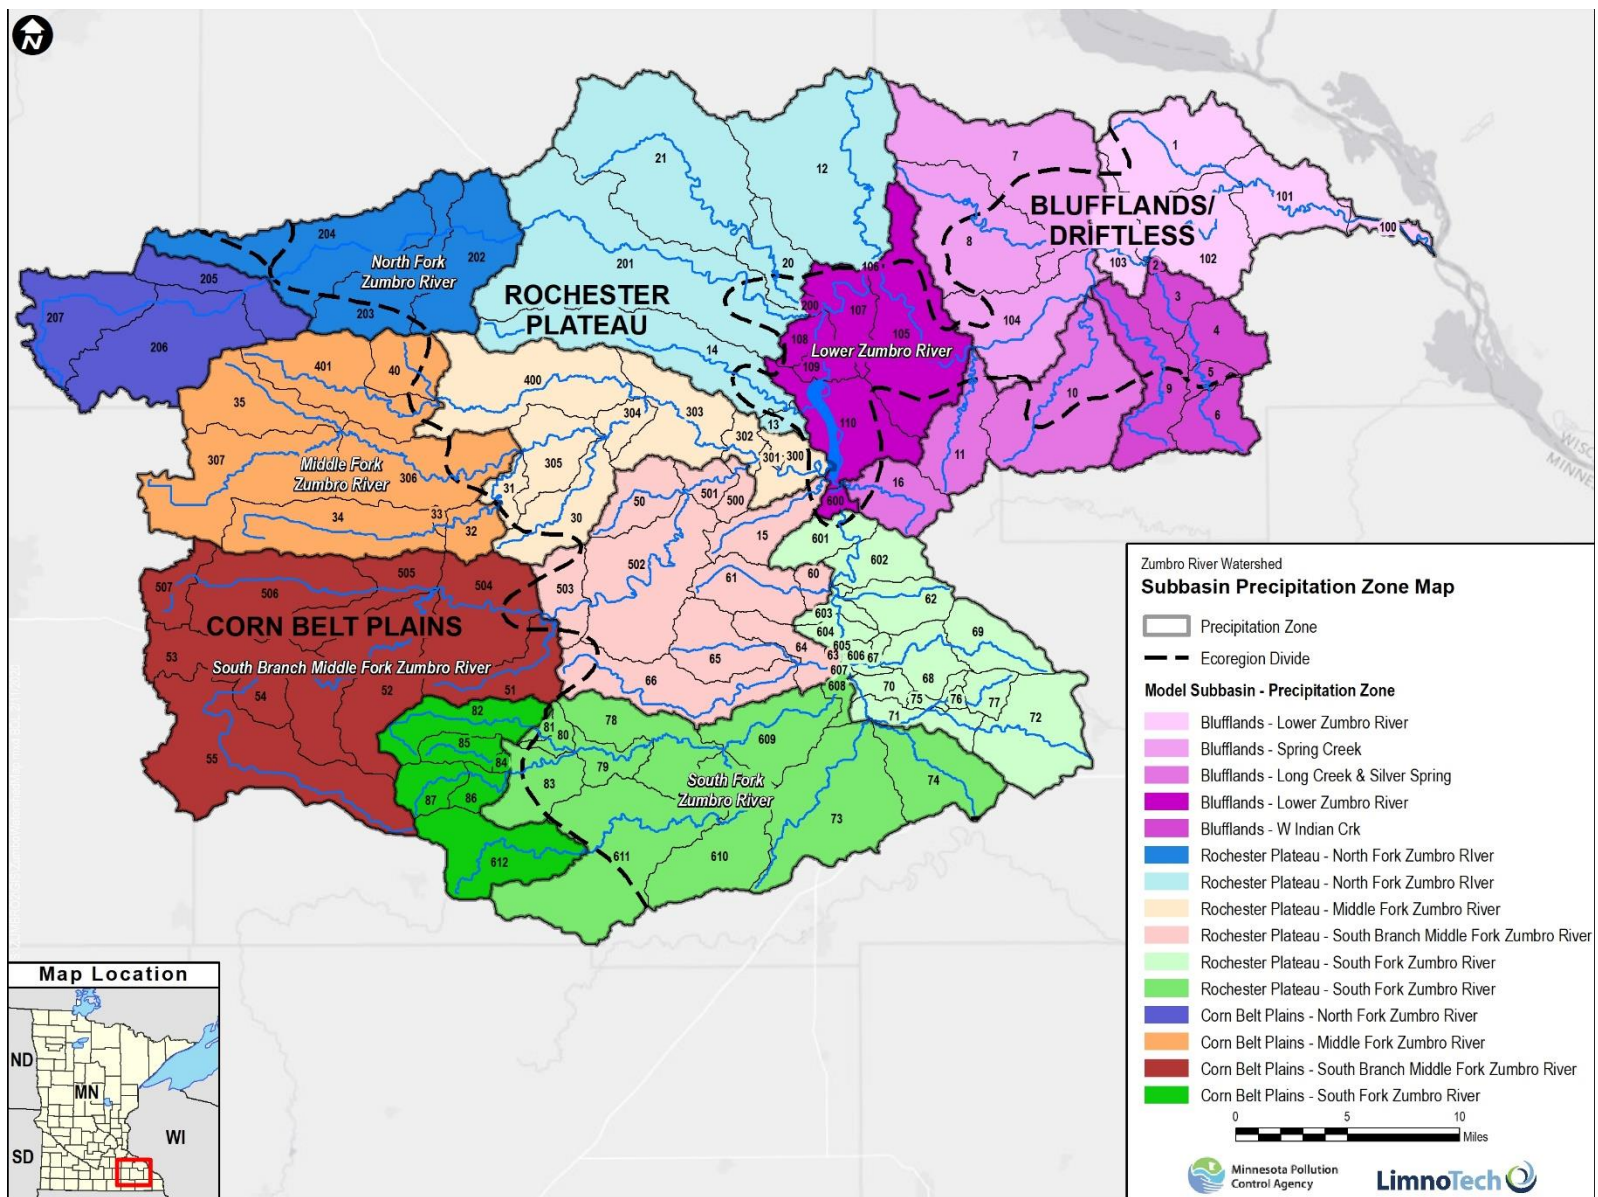 N
21
12
7
1
101
100
102
BLUFFLANDS/
DRIFTLESS
8
103
2
3
4
5
6
9
10
104
11
16
204
202
North Fork
Zumbro River
205
203
207
206
201
20
ROCHESTER
PLATEAU
14
13
106
200
107
105
108
109
Lower Zumbro River
110
600
401
40
35
307
Middle Fork
Zumbro River
306
34
33
32
400
304
303
302
301
300
305
31
30
50
501
500
15
502
503
61
60
65
64
66
63
507
506
505
504
CORN BELT PLAINS
South Branch Middle Fork Zumbro River
53
54
52
51
55
601
602
62
603
604
605
606
67
607
608
69
68
70
75
76
77
71
72
82
81
80
78
85
84
79
609
83
South Fork
Zumbro River
74
87
86
73
612
611
610
WISC
MINNE
Zumbro River Watershed
Subbasin Precipitation Zone Map
Precipitation Zone
Ecoregion Divide
Model Subbasin - Precipitation Zone
Blufflands - Lower Zumbro River
Blufflands - Spring Creek
Blufflands - Long Creek & Silver Spring
Blufflands - Lower Zumbro River
Blufflands - W Indian Crk
Rochester Plateau - North Fork Zumbro RIver
Rochester Plateau - North Fork Zumbro RIver
Rochester Plateau - Middle Fork Zumbro River
Rochester Plateau - South Branch Middle Fork Zumbro River
Rochester Plateau - South Fork Zumbro River
Rochester Plateau - South Fork Zumbro River
Corn Belt Plains - North Fork Zumbro River
Corn Belt Plains - Middle Fork Zumbro River
Corn Belt Plains - South Branch Middle Fork Zumbro River
Corn Belt Plains - South Fork Zumbro River
0 5 10
Miles
Minnesota Pollution
Control Agency
LimnoTech
Map Location
ND
MN
SD
WI